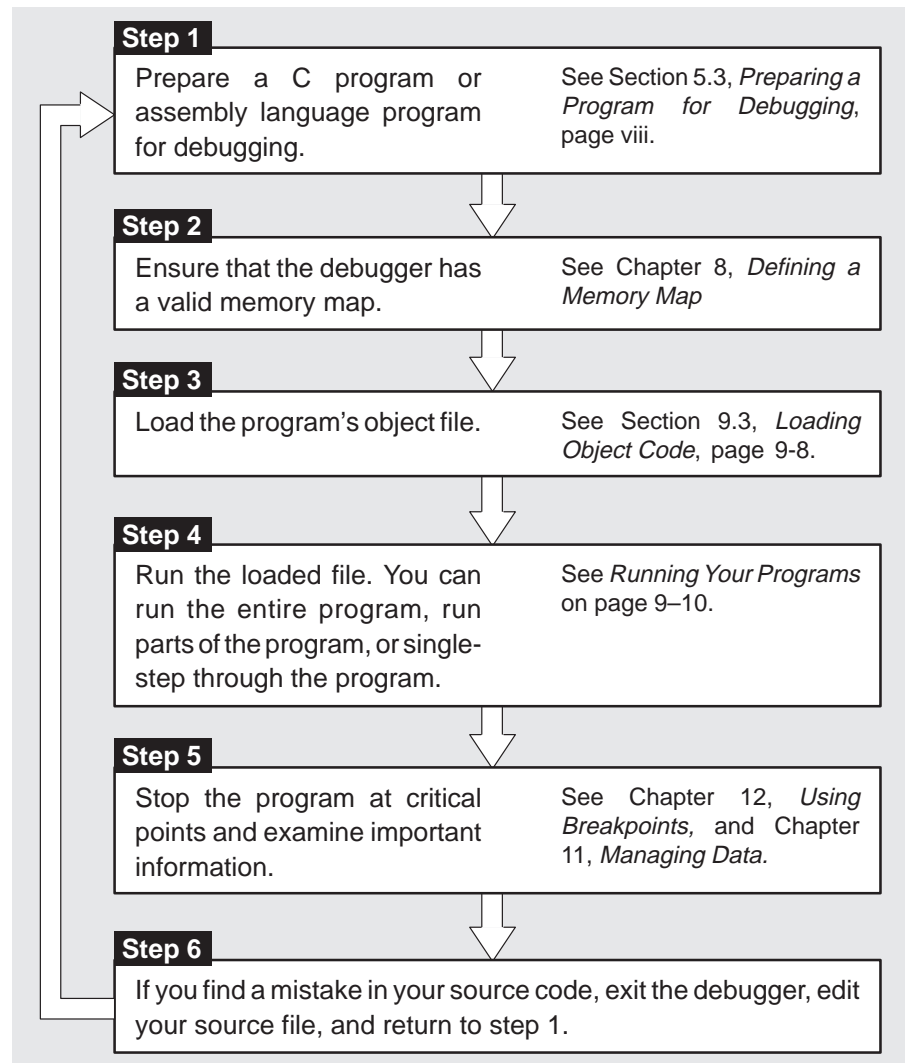 Step 1
Prepare a C program or
assembly language program
for debugging.
See Section 5.3, Preparing a
Program for Debugging,
page viii.
Step 2
Ensure that the debugger has
a valid memory map.
See Chapter 8, Defining a
Memory Map
Step 3
Load the program’s object file.
See Section 9.3, Loading
Object Code, page 9-8.
Step 4
Run the loaded file. You can
run the entire program, run
parts of the program, or single-
step through the program.
See Running Your Programs
on page 9–10.
Step 5
Stop the program at critical
points and examine important
information.
See Chapter 12, Using
Breakpoints, and Chapter
11, Managing Data.
Step 6
If you find a mistake in your source code, exit the debugger, edit
your source file, and return to step 1.